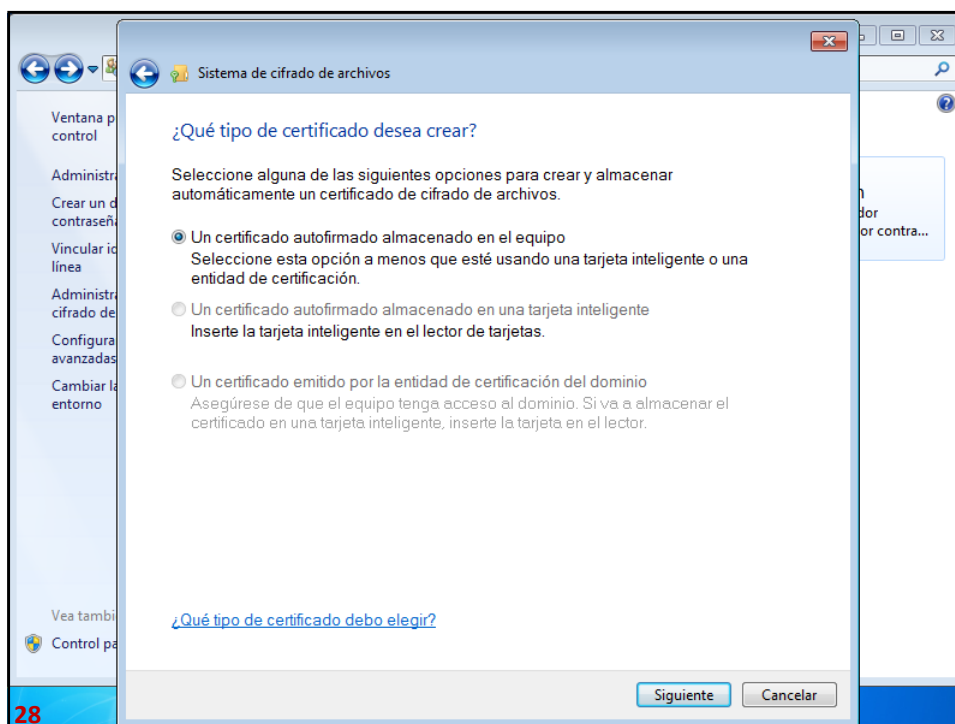 Sistema de cifrado de archivos
Ventana p
control
Administra
Crear un d
contraseña
Vincular id
línea
Administra
cifrado de
Configura
avanzadas
Cambiar la
entorno
Vea tambi
Control pa
¿Qué tipo de certificado desea crear?
Seleccione alguna de las siguientes opciones para crear y almacenar
automáticamente un certificado de cifrado de archivos.
Un certificado autofirmado almacenado en el equipo
Seleccione esta opción a menos que esté usando una tarjeta inteligente o una
entidad de certificación.
Un certificado autofirmado almacenado en una tarjeta inteligente
Inserte la tarjeta inteligente en el lector de tarjetas.
Un certificado emitido por la entidad de certificación del dominio
Asegúrese de que el equipo tenga acceso al dominio. Si va a almacenar el
certificado en una tarjeta inteligente, inserte la tarjeta en el lector.
¿Qué tipo de certificado debo elegir?
Siguiente
Cancelar
dor
or contra...
28